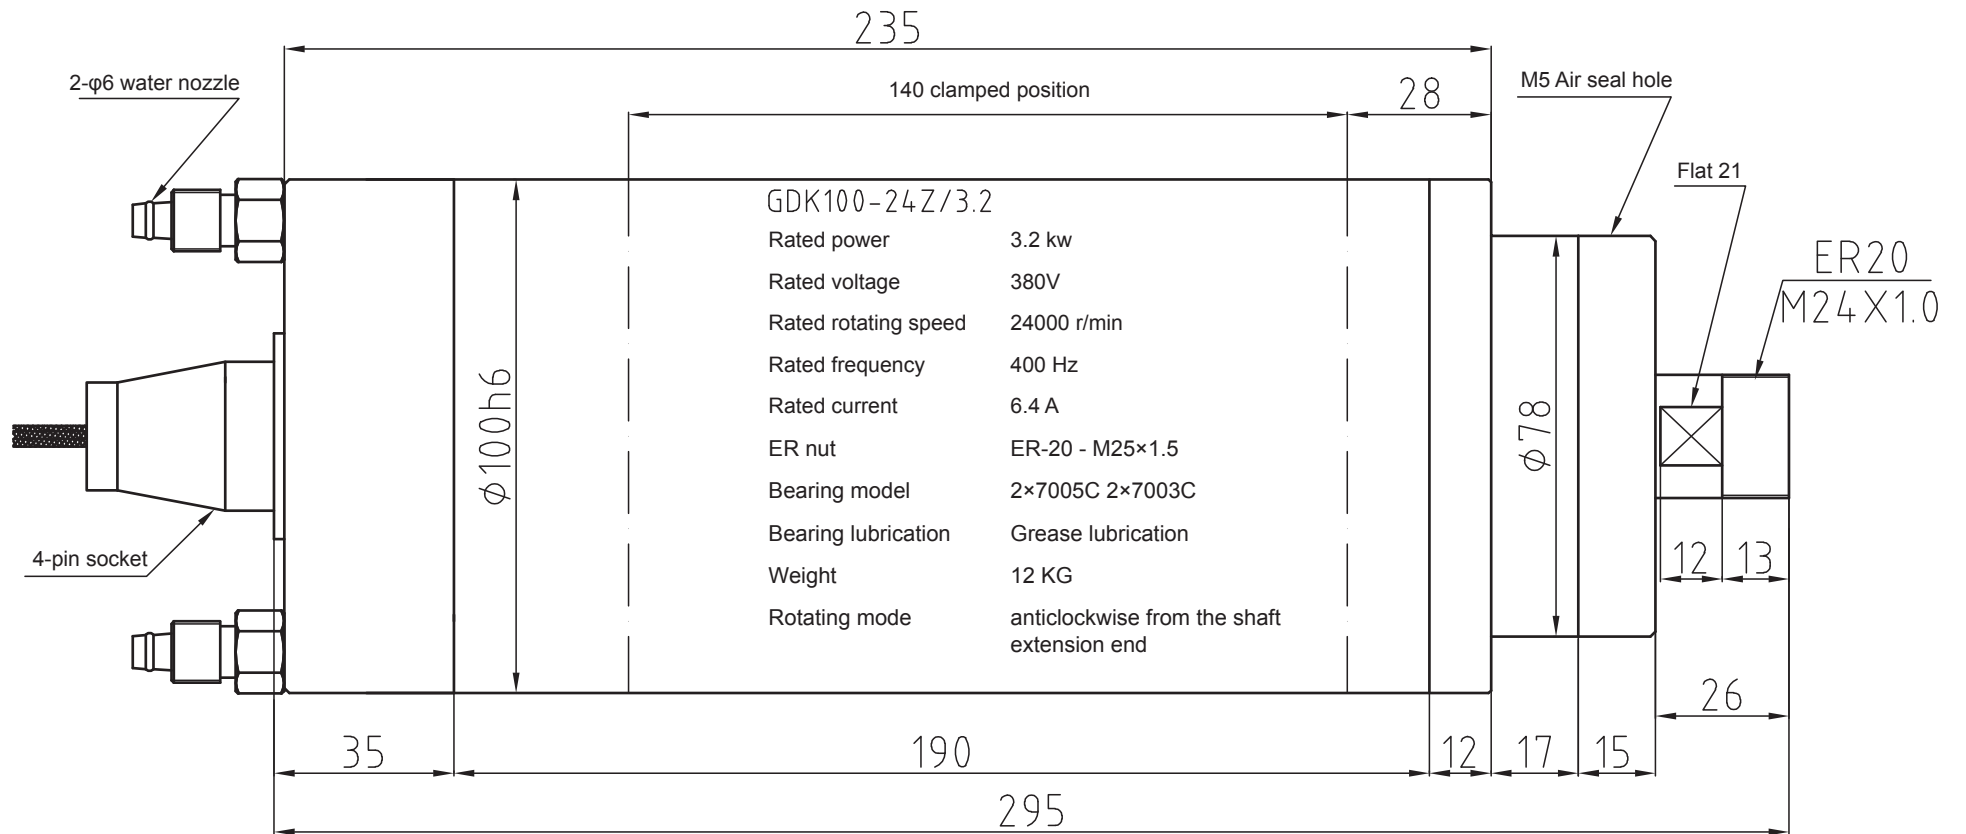 235
2-φ6 water nozzle
140 clamped position
28
M5 Air seal hole
Flat 21
GDK100-24Z/3.2
Rated power 3.2 kw
Rated voltage 380V
Rated rotating speed 24000 r/min
Rated frequency 400 Hz
Rated current 6.4 A
ER nut ER-20 - M25×1.5
Bearing model 2×7005C 2×7003C
Bearing lubrication Grease lubrication
Weight 12 KG
Rotating mode anticlockwise from the shaft
extension end
ER20
M24X1.0
ϕ100h6
ϕ78
4-pin socket
12 13
26
35 190 12 17 15
295